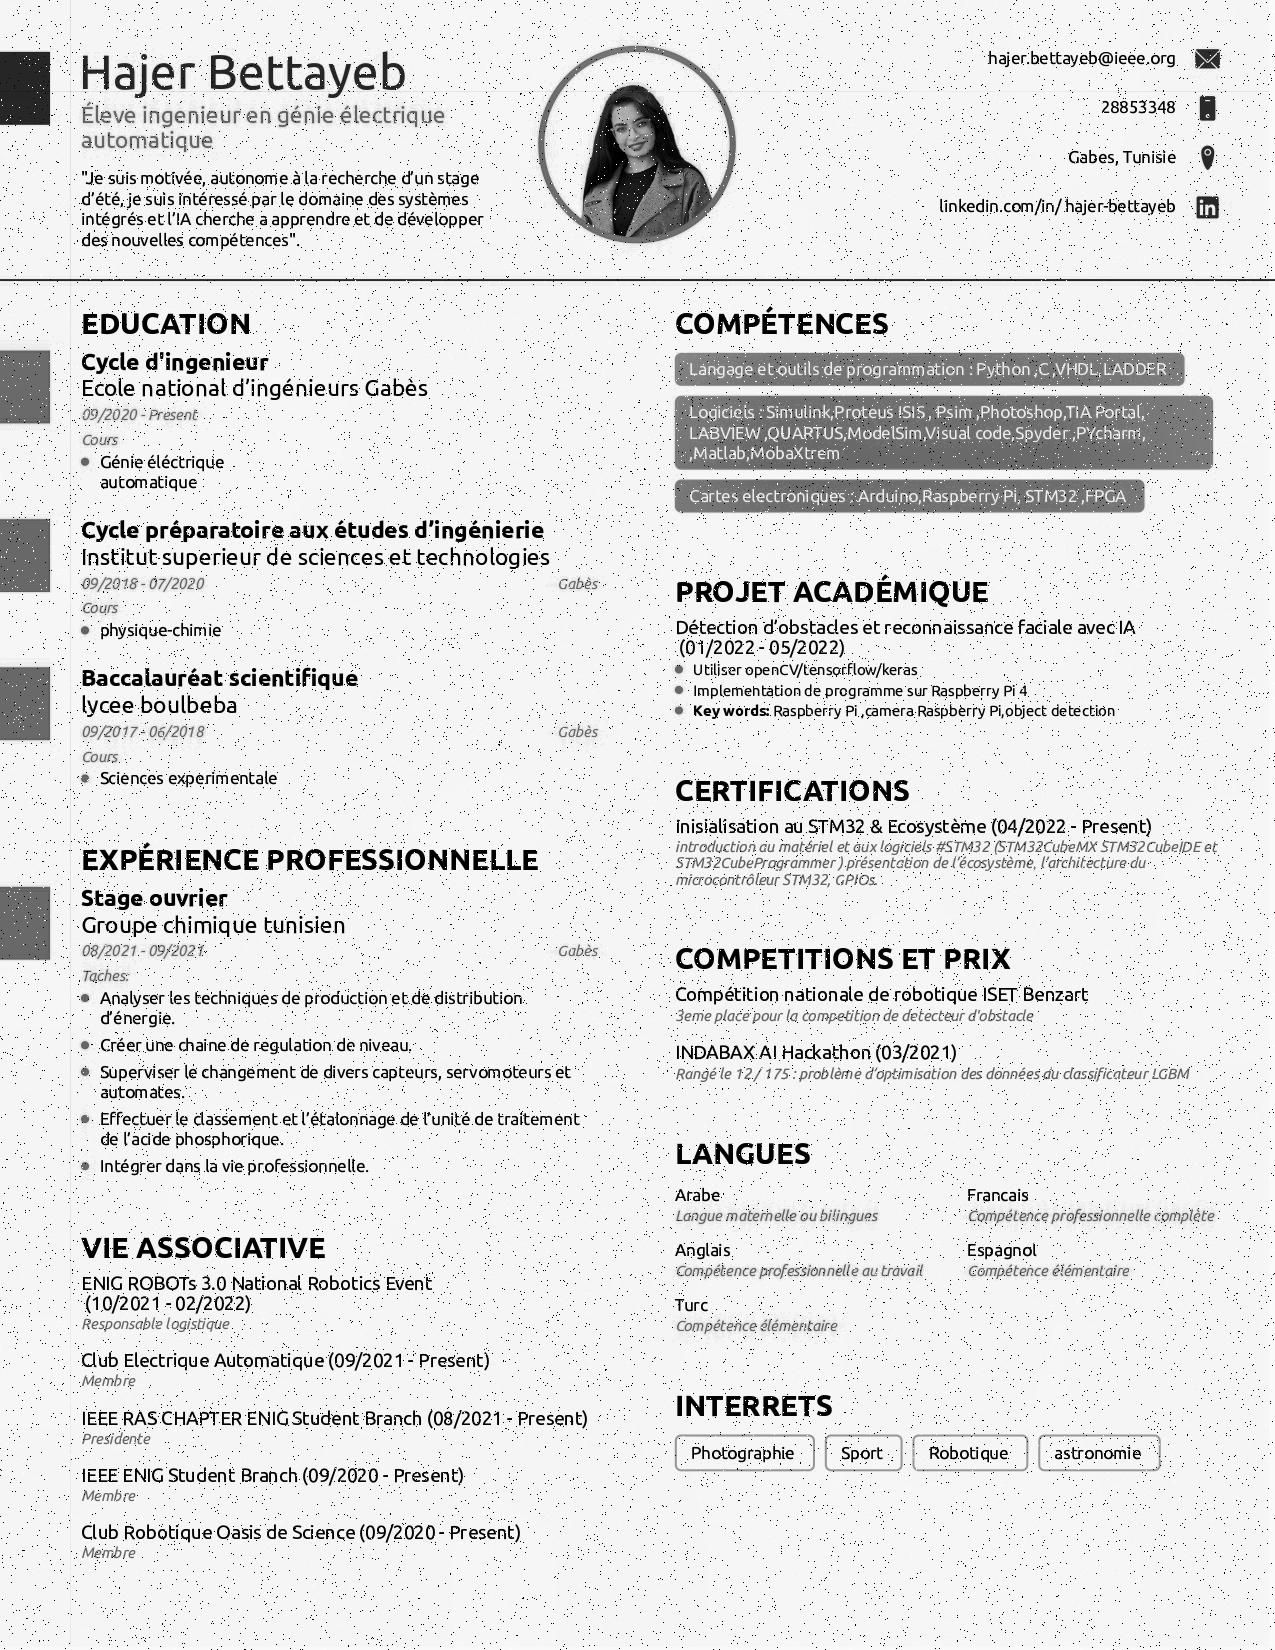 Hajer Bettayeb
Éleve ingenieur en génie électrique
automatique
"Je suis motivée, autonome à la recherche d'un stage
d'été, je suis intéressé par le domaine des systèmes
intégrés et l'IA cherche a apprendre et de développer
des nouvelles compétences".
hajer.bettayeb@ieee.org
28853348
Gabes, Tunisie
linkedin.com/in/ hajer-bettayeb
EDUCATION
Cycle d'ingenieur
Ecole national d'ingénieurs Gabès
09/2020 - Présent
Cours
Génie éléctrique
automatique
Cycle préparatoire aux études d'ingénierie
Institut superieur de sciences et technologies
09/2018 - 07/2020 Gabès
Cours
physique-chimie
Baccalauréat scientifique
lycee boulbeba
09/2017 - 06/2018 Gabès
Cours
Sciences expérimentale
EXPÉRIENCE PROFESSIONNELLE
Stage ouvrier
Groupe chimique tunisien
08/2021 - 09/2021 Gabès
Taches:
Analyser les techniques de production et de distribution
d'énergie.
Créer une chaine de régulation de niveau.
Superviser le changement de divers capteurs, servomoteurs et
automates.
Effectuer le classement et l'étalonnage de l'unité de traitement
de l'acide phosphorique.
Intégrer dans la vie professionnelle.
VIE ASSOCIATIVE
ENIG ROBOTs 3.0 National Robotics Event
(10/2021 - 02/2022)
Responsable logistique
Club Electrique Automatique (09/2021 - Present)
Membre
IEEE RAS CHAPTER ENIG Student Branch (08/2021 - Present)
Presidente
IEEE ENIG Student Branch (09/2020 - Present)
Membre
Club Robotique Oasis de Science (09/2020 - Present)
Membre
COMPÉTENCES
Langage et outils de programmation : Python ,C ,VHDL,LADDER
Logiciels : Simulink,Proteus ISIS , Psim ,Photoshop,TIA Portal,
LABVIEW ,QUARTUS,ModelSim,Visual code,Spyder ,PYcharm,
,Matlab,MobaXtrem
Cartes electroniques : Arduino,Raspberry Pi, STM32 ,FPGA
PROJET ACADÉMIQUE
Détection d'obstacles et reconnaissance faciale avec IA
(01/2022 - 05/2022)
Utiliser openCV/tensorflow/keras
Implementation de programme sur Raspberry Pi 4
Key words: Raspberry Pi ,camera Raspberry Pi,object detection
CERTIFICATIONS
Inisialisation au STM32 & Ecosystème (04/2022 - Present)
introduction au matériel et aux logiciels #STM32 (STM32CubeMX STM32CubeIDE et
STM32CubeProgrammer ) présentation de l'écosystème, l'architecture du
microcontrôleur STM32, GPIOs.
COMPETITIONS ET PRIX
Compétition nationale de robotique ISET Benzart
3eme place pour la competition de detecteur d'obstacle
INDABAX AI Hackathon (03/2021)
Rangé le 12 / 175 : problème d'optimisation des données du classificateur LGBM
LANGUES
Arabe
Langue maternelle ou bilingues
Francais
Compétence professionnelle complète
Anglais
Compétence professionnelle au travail
Espagnol
Compétence élémentaire
Turc
Compétence élémentaire
INTERRETS
Photographie Sport Robotique astronomie